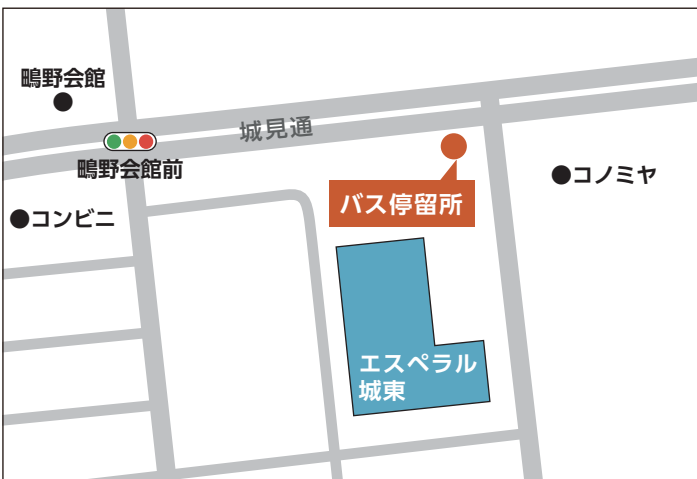 鴫野会館
城見通
鴫野会館前
コノミヤ
バス停留所
コンビニ
エスペラル
城東